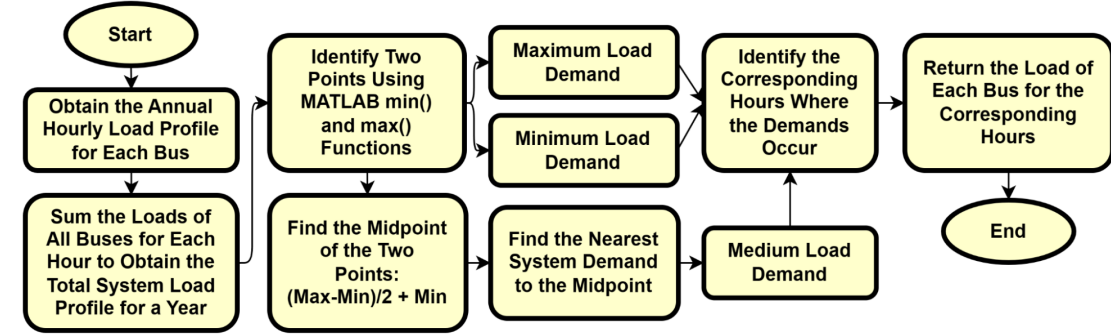 Start
Obtain the Annual
Hourly Load Profile
for Each Bus
Sum the Loads of
All Buses for Each
Hour to Obtain the
Total System Load
Profile for a Year
Identify Two
Points Using
MATLAB min()
and max()
Functions
Maximum Load
Demand
Minimum Load
Demand
Find the Midpoint
of the Two
Points:
(Max-Min)/2 + Min
Find the Nearest
System Demand
to the Midpoint
Medium Load
Demand
Identify the
Corresponding
Hours Where
the Demands
Occur
Return the Load of
Each Bus for the
Corresponding
Hours
End